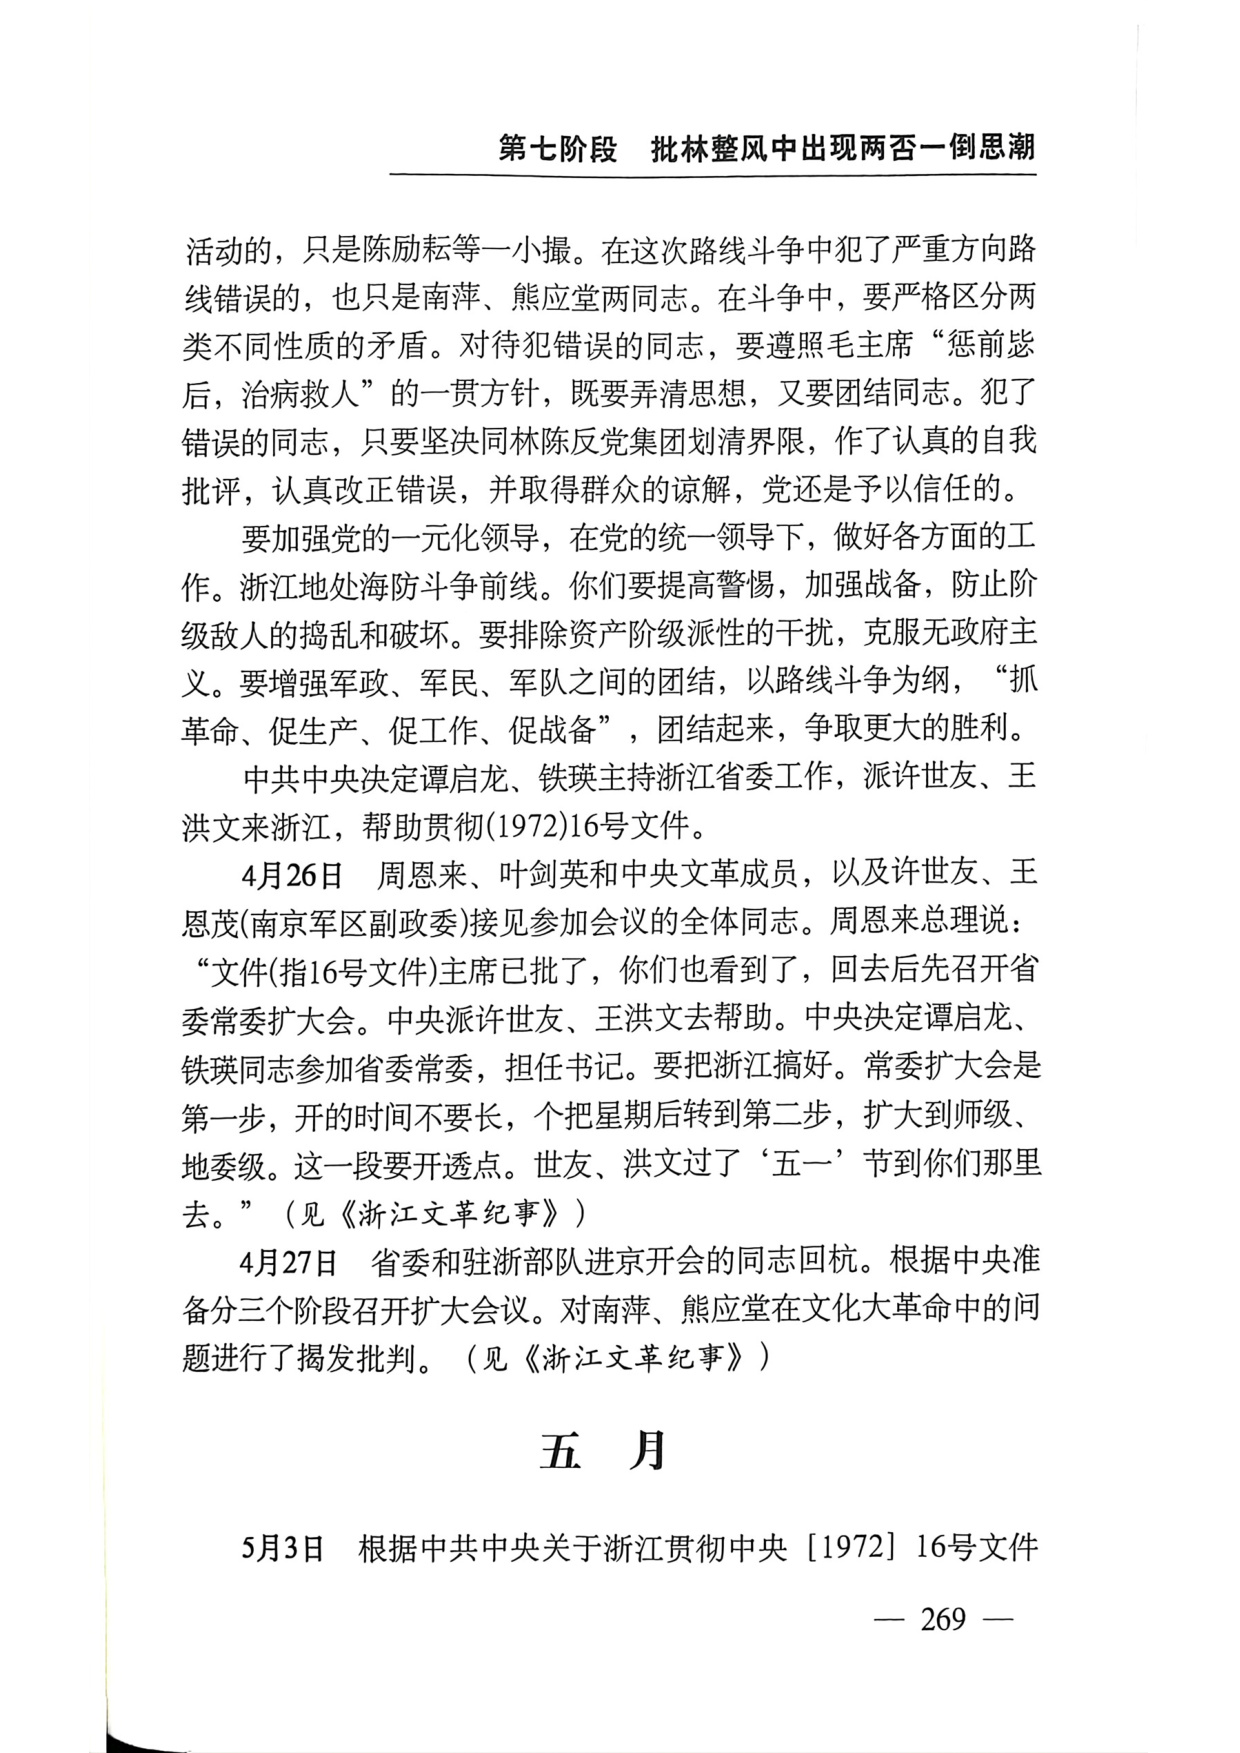 第七阶段 批林整风中出现两否一倒思潮
活动的，只是陈励耘等一小撮。在这次路线斗争中犯了严重方向路
线错误的，也只是南萍、熊应堂两同志。在斗争中，要严格区分两
类不同性质的矛盾。对待犯错误的同志，要遵照毛主席“惩前毖
后，治病救人”的一贯方针，既要弄清思想，又要团结同志。犯了
错误的同志，只要坚决同林陈反党集团划清界限，作了认真的自我
批评，认真改正错误，并取得群众的谅解，党还是予以信任的。
要加强党的一元化领导，在党的统一领导下，做好各方面的工
作。浙江地处海防斗争前线。你们要提高警惕，加强战备，防止阶
级敌人的捣乱和破坏。要排除资产阶级派性的干扰，克服无政府主
义。要增强军政、军民、军队之间的团结，以路线斗争为纲，“抓
革命、促生产、促工作、促战备”，团结起来，争取更大的胜利。
中共中央决定谭启龙、铁瑛主持浙江省委工作，派许世友、王
洪文来浙江，帮助贯彻(1972)16号文件。
4月26日 周恩来、叶剑英和中央文革成员，以及许世友、王
恩茂(南京军区副政委)接见参加会议的全体同志。周恩来总理说：
“文件(指16号文件)主席已批了，你们也看到了，回去后先召开省
委常委扩大会。中央派许世友、王洪文去帮助。中央决定谭启龙、
铁瑛同志参加省委常委，担任书记。要把浙江搞好。常委扩大会是
第一步，开的时间不要长，个把星期后转到第二步，扩大到师级、
地委级。这一段要开透点。世友、洪文过了‘五一’节到你们那里
去。”（见《浙江文革纪事》）
4月27日 省委和驻浙部队进京开会的同志回杭。根据中央准
备分三个阶段召开扩大会议。对南萍、熊应堂在文化大革命中的问
题进行了揭发批判。（见《浙江文革纪事》）
五 月
5月3日 根据中共中央关于浙江贯彻中央［1972］16号文件
— 269 —